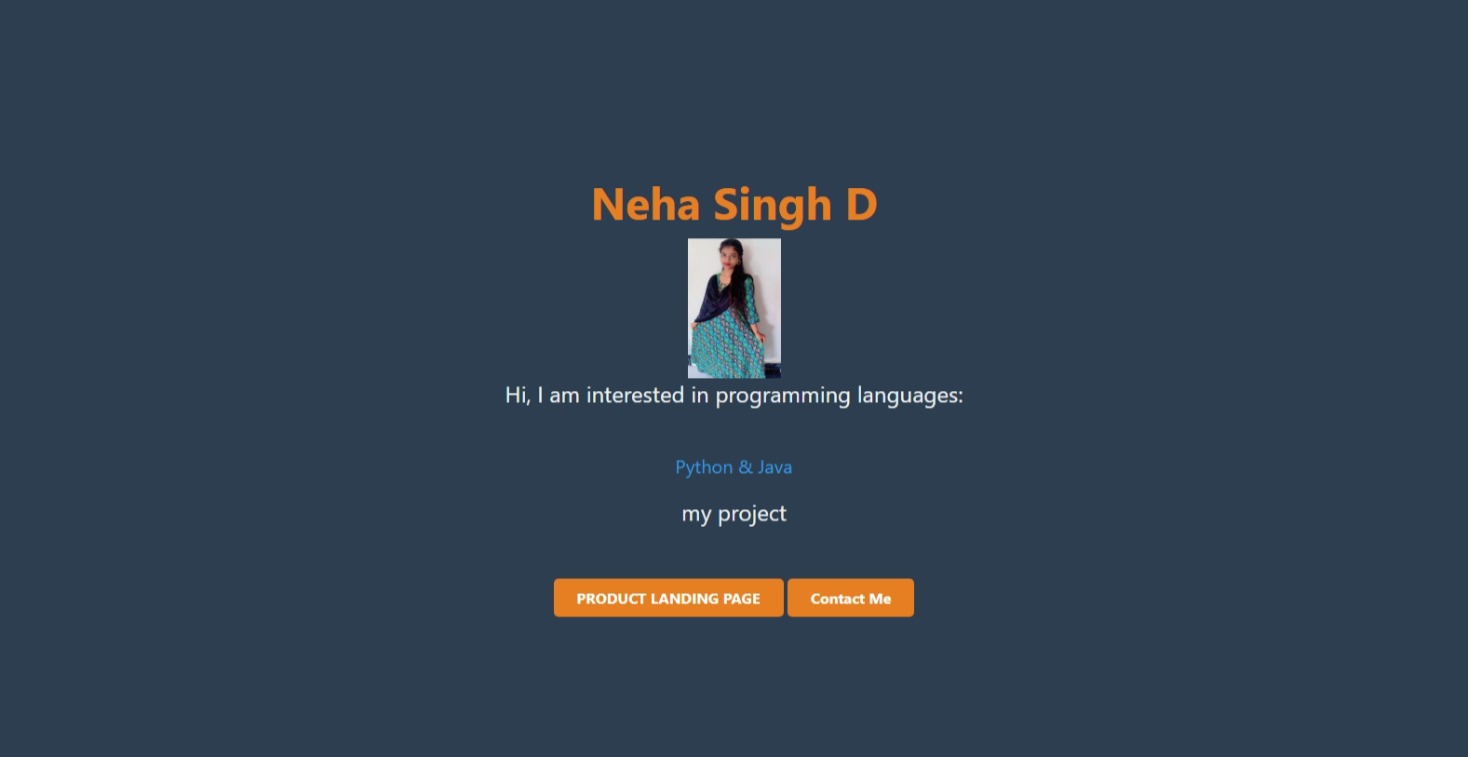 Neha Singh D
Hi, I am interested in programming languages:
Python & Java
my project
PRODUCT LANDING PAGE
Contact Me